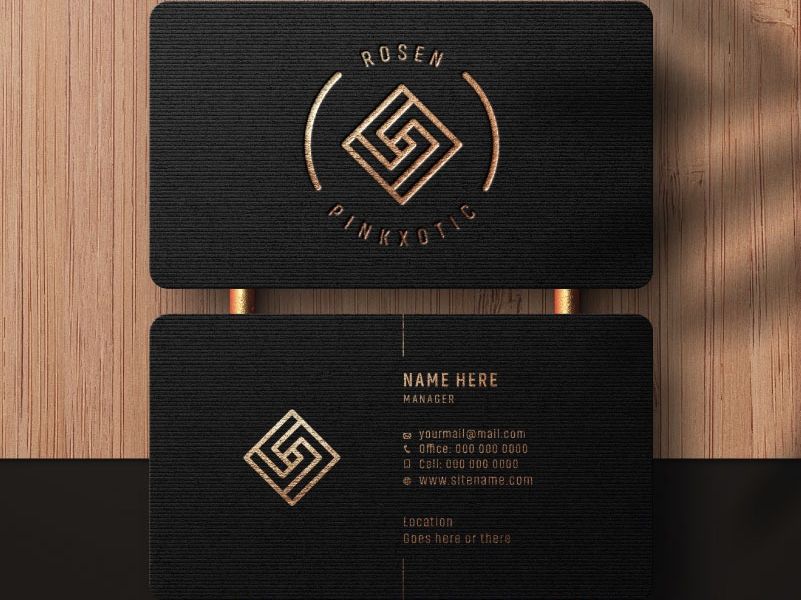 ROSEN
PINKXOTIC
NAME HERE
MANAGER
yourmail@mail.com
Office: 000 000 0000
Cell: 000 000 0000
www.sitename.com
Location
Goes here or there